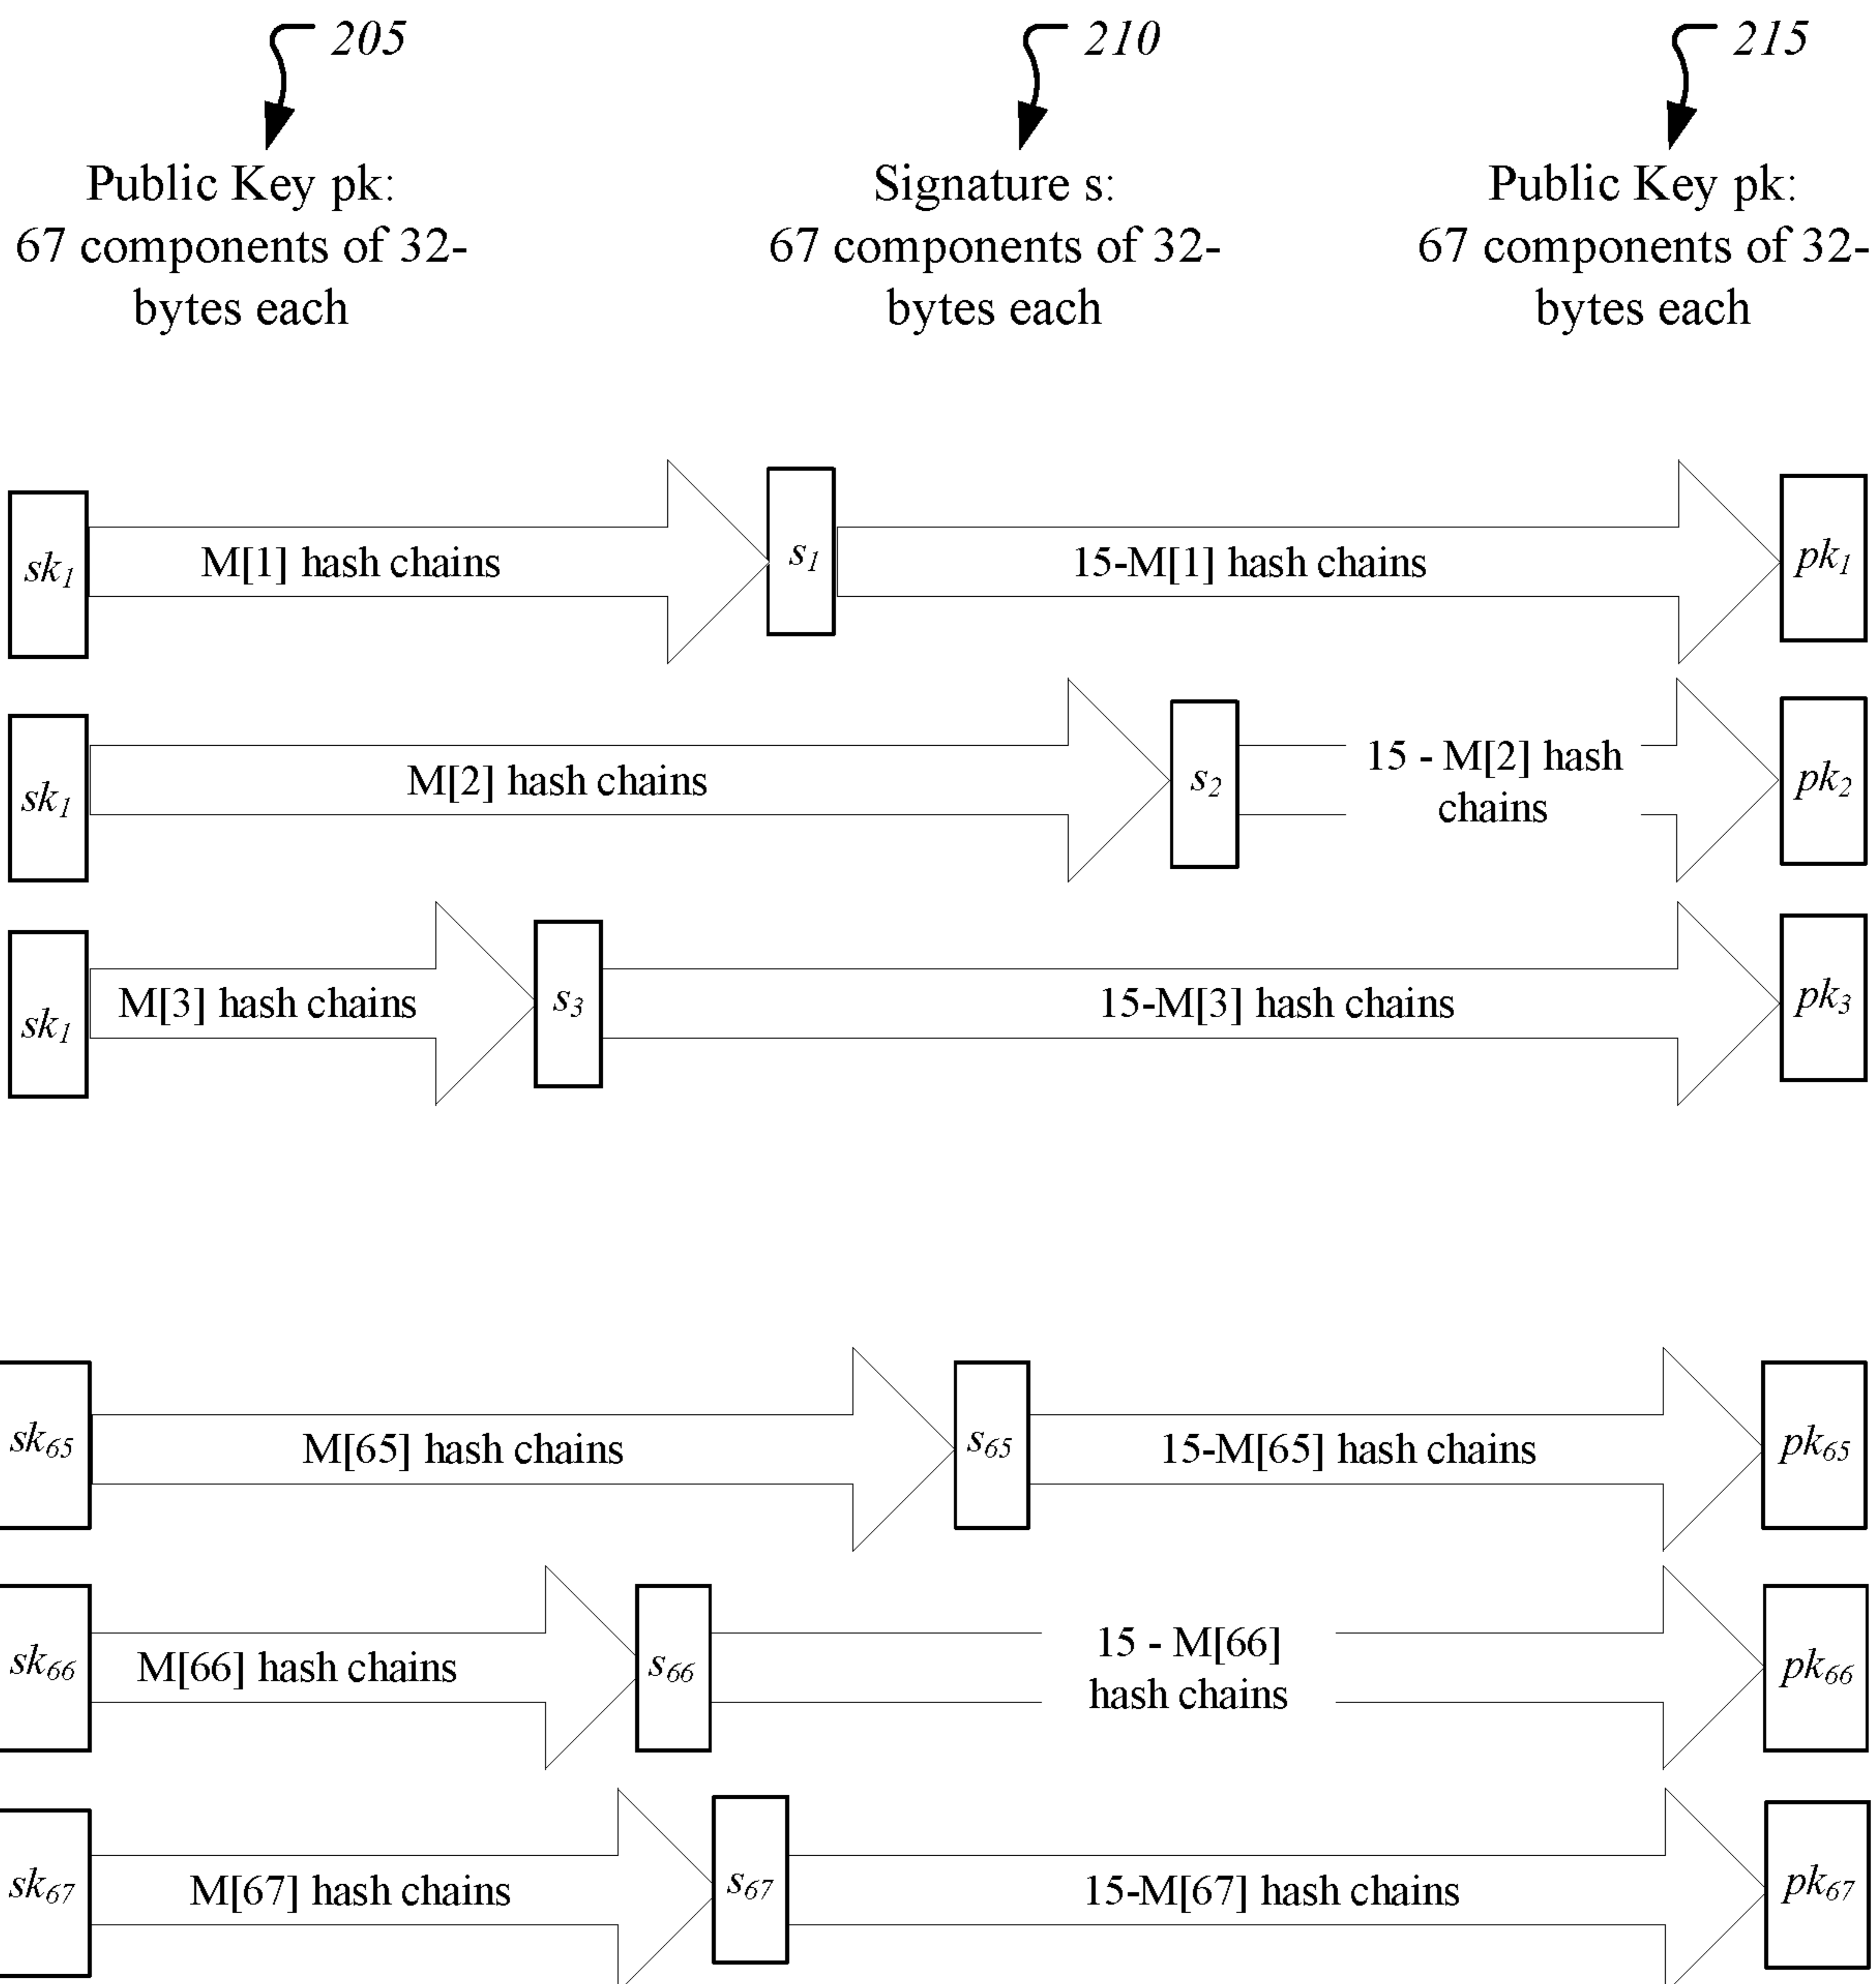 205
210
215
Public Key pk:
67 components of 32-
bytes each
Signature s:
67 components of 32-
bytes each
Public Key pk:
67 components of 32-
bytes each
sk1
M[1] hash chains
s1
15-M[1] hash chains
pk1
sk1
M[2] hash chains
s2
15 - M[2] hash
chains
pk2
sk1
M[3] hash chains
s3
15-M[3] hash chains
pk3
sk65
M[65] hash chains
s65
15-M[65] hash chains
pk65
sk66
M[66] hash chains
s66
15 - M[66]
hash chains
pk66
sk67
M[67] hash chains
s67
15-M[67] hash chains
pk67